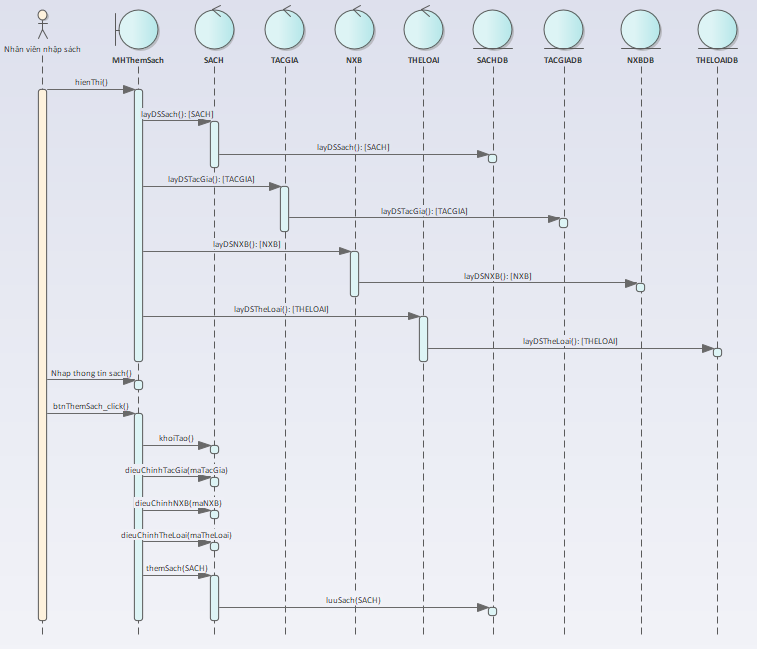 Nhân viên nhập sách
MHThemSach
SACH
TACGIA
NXB
THELOAI
SACHDB
TACGIADB
NXBDB
THELOAIDB
hienThi()
layDSSach(): [SACH]
layDSSach(): [SACH]
layDSTacGia(): [TACGIA]
layDSTacGia(): [TACGIA]
layDSNXB(): [NXB]
layDSNXB(): [NXB]
layDSTheLoai(): [THELOAI]
layDSTheLoai(): [THELOAI]
Nhap thong tin sach()
btnThemSach_click()
khoiTao()
dieuChinhTacGia(maTacGia)
dieuChinhNXB(maNXB)
dieuChinhTheLoai(maTheLoai)
themSach(SACH)
luuSach(SACH)